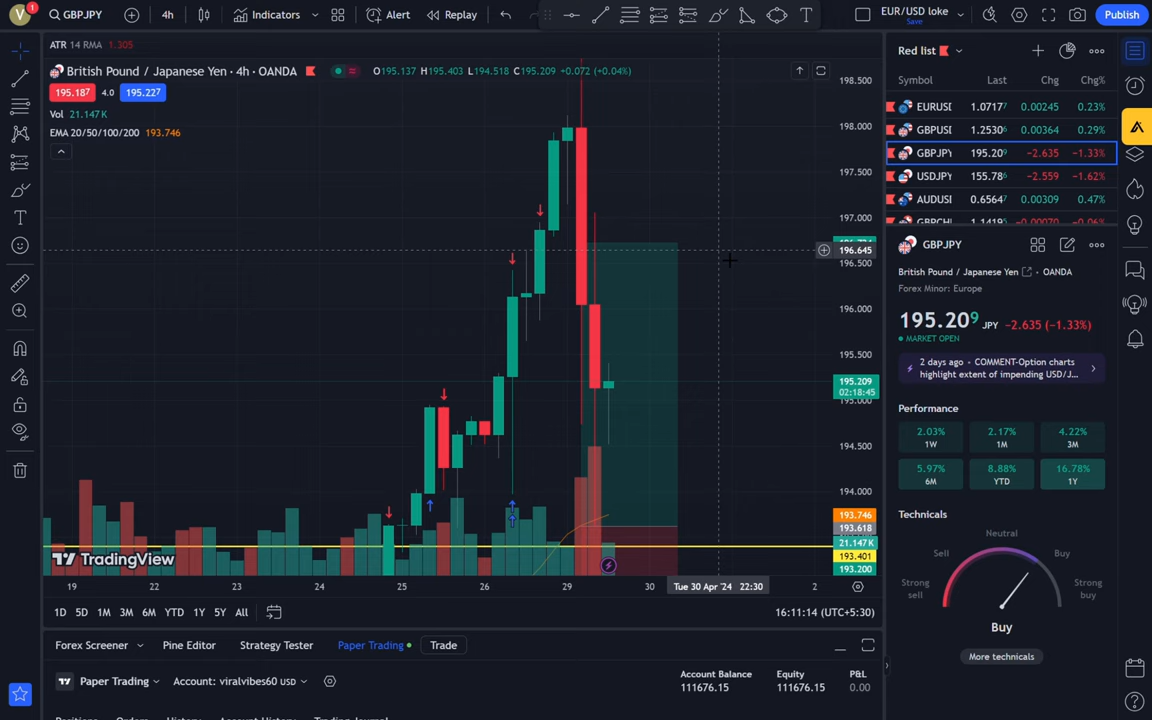 V
1
GBPJPY
4h
Indicators
Alert
Replay
EUR/USD loke
Save
Publish
ATR 14 RMA 1.305
British Pound / Japanese Yen · 4h · OANDA
O195.137 H195.403 L194.518 C195.209 +0.072 (+0.04%)
195.187 4.0 195.227
Vol 21.147 K
EMA 20/50/100/200 193.746
198.500
198.000
197.500
197.000
196.645
196.500
196.000
195.500
195.209
02:18:45
195.000
194.500
194.000
193.746
193.618
21.147K
193.401
193.200
TradingView
19 22 23 24 25 26 29 30 Tue 30 Apr '24 22:30 2
1D 5D 1M 3M 6M YTD 1Y 5Y All
16:11:14 (UTC+5:30)
Forex Screener Pine Editor Strategy Tester Paper Trading Trade
Paper Trading Account: viralvibes60 USD
Account Balance Equity P&L
111676.15 111676.15 0.00
Red list
Symbol Last Chg Chg%
EURUSD 1.07177 0.00245 0.23%
GBPUSD 1.25306 0.00364 0.29%
GBPJPY 195.209 −2.635 −1.33%
USDJPY 155.786 −2.559 −1.62%
AUDUSD 0.65647 0.00309 0.47%
GBPJPY
British Pound / Japanese Yen · OANDA
Forex Minor: Europe
195.209 JPY −2.635 (−1.33%)
MARKET OPEN
2 days ago · COMMENT-Option charts
highlight extent of impending USD/J...
Performance
2.03% 2.17% 4.22%
1W 1M 3M
5.97% 8.88% 16.78%
6M YTD 1Y
Technicals
Neutral
Sell Buy
Strong
sell
Strong
buy
Buy
More technicals